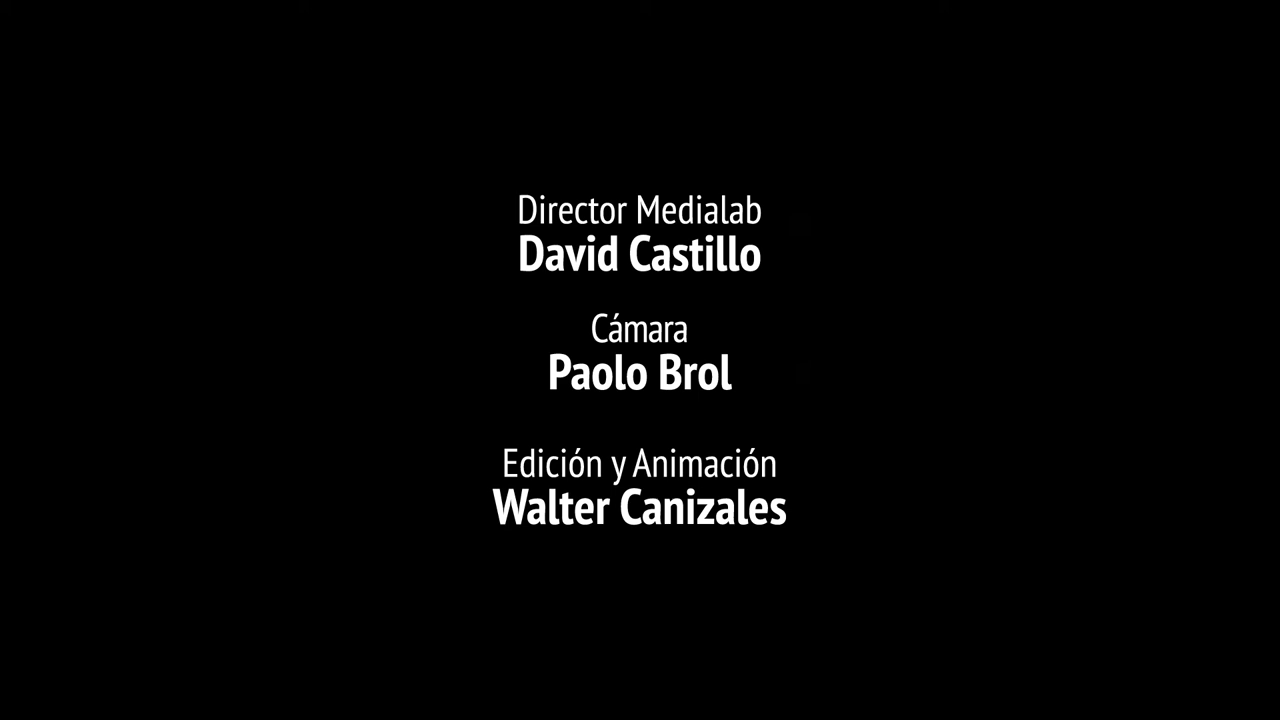 Director Medialab
David Castillo
Cámara
Paolo Brol
Edición y Animación
Walter Canizales